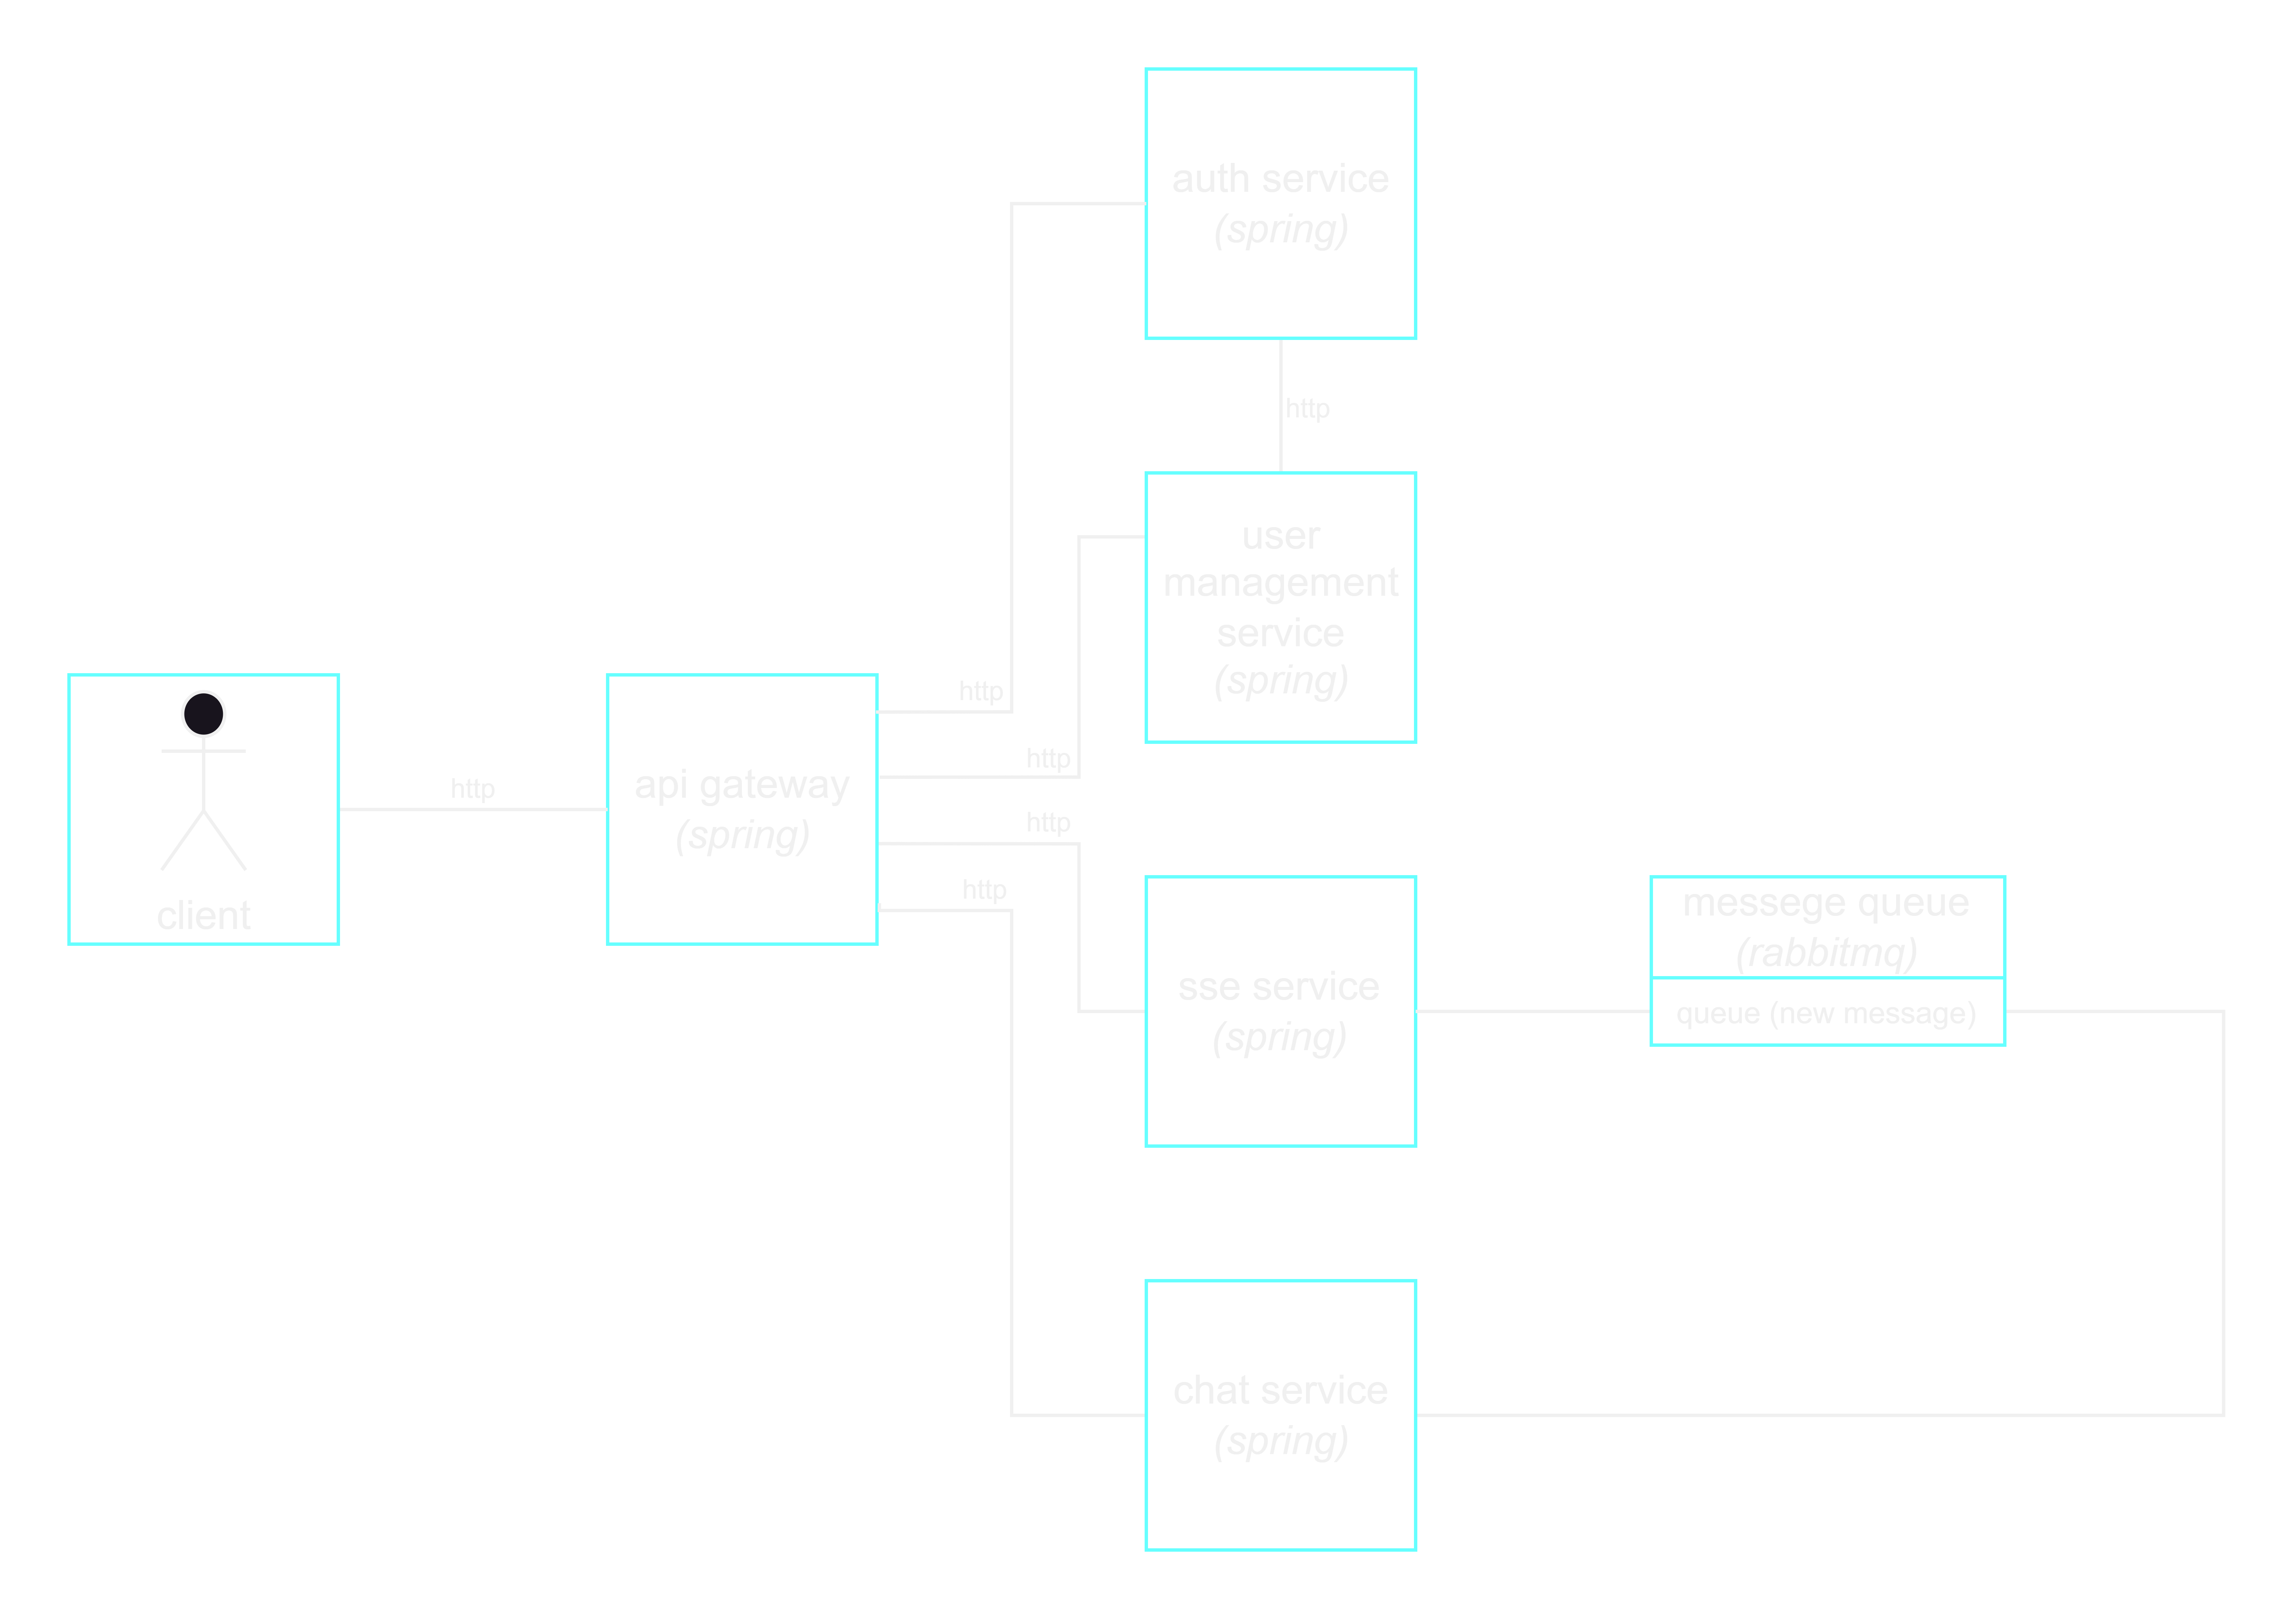 auth service
(spring)
http
user
management
service
(spring)
http
http
api gateway
(spring)
http
http
http
client
sse service
(spring)
messege queue
(rabbitmq)
queue (new message)
chat service
(spring)